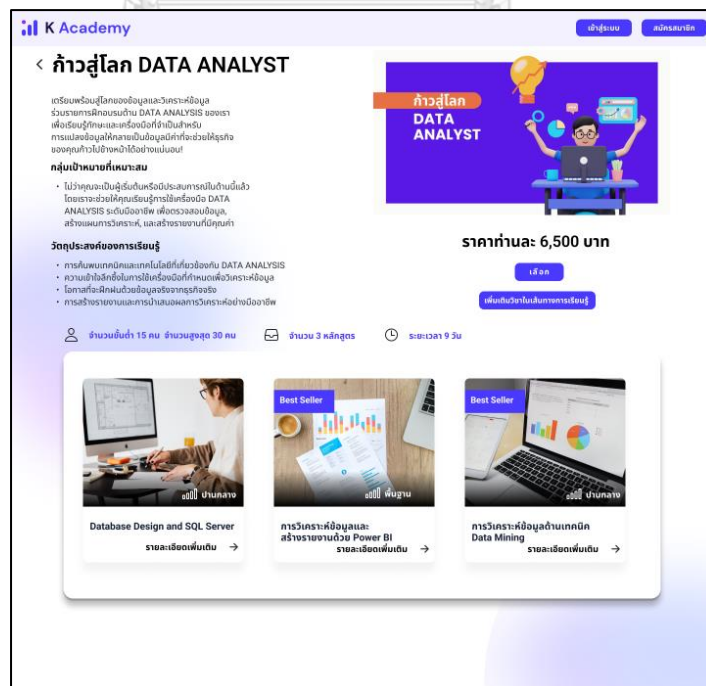 K Academy
เข้าสู่ระบบ
สมัครสมาชิก
ก้าวสู่โลก DATA ANALYST
เตรียมพร้อมสู่โลกของข้อมูลและวิเคราะห์ข้อมูล
ร่วมรายการฝึกอบรมด้าน DATA ANALYSIS ของเรา
เพื่อเรียนรู้ทักษะและเครื่องมือที่จำเป็นสำหรับ
การแปลงข้อมูลให้กลายเป็นข้อมูลมีค่าที่จะช่วยให้ธุรกิจ
ของคุณก้าวไปข้างหน้าได้อย่างแน่นอน!
กลุ่มเป้าหมายที่เหมาะสม
• ไม่ว่าคุณจะเป็นผู้เริ่มต้นหรือมีประสบการณ์ในด้านนี้แล้ว
โดยเราจะช่วยให้คุณเรียนรู้การใช้เครื่องมือ DATA
ANALYSIS ระดับมืออาชีพ เพื่อตรวจสอบข้อมูล,
สร้างแผนการวิเคราะห์, และสร้างรายงานที่มีคุณค่า
วัตถุประสงค์ของการเรียนรู้
• การค้นพบเทคนิคและเทคโนโลยีที่เกี่ยวข้องกับ DATA ANALYSIS
• ความเข้าใจลึกซึ้งในการใช้เครื่องมือที่กำหนดเพื่อวิเคราะห์ข้อมูล
• โอกาสที่จะฝึกฝนด้วยข้อมูลจริงจากธุรกิจจริง
• การสร้างรายงานและการนำเสนอผลการวิเคราะห์อย่างมืออาชีพ
ก้าวสู่โลก
DATA
ANALYST
ราคาท่านละ 6,500 บาท
เลือก
เพิ่มเติมวิชาในเส้นทางการเรียนรู้
จำนวนขั้นต่ำ 15 คน จำนวนสูงสุด 30 คน
จำนวน 3 หลักสูตร
ระยะเวลา 9 วัน
ปานกลาง
Database Design and SQL Server
รายละเอียดเพิ่มเติม →
Best Seller
พื้นฐาน
การวิเคราะห์ข้อมูลและ
สร้างรายงานด้วย Power BI
รายละเอียดเพิ่มเติม →
Best Seller
ปานกลาง
การวิเคราะห์ข้อมูลด้านเทคนิค
Data Mining
รายละเอียดเพิ่มเติม →